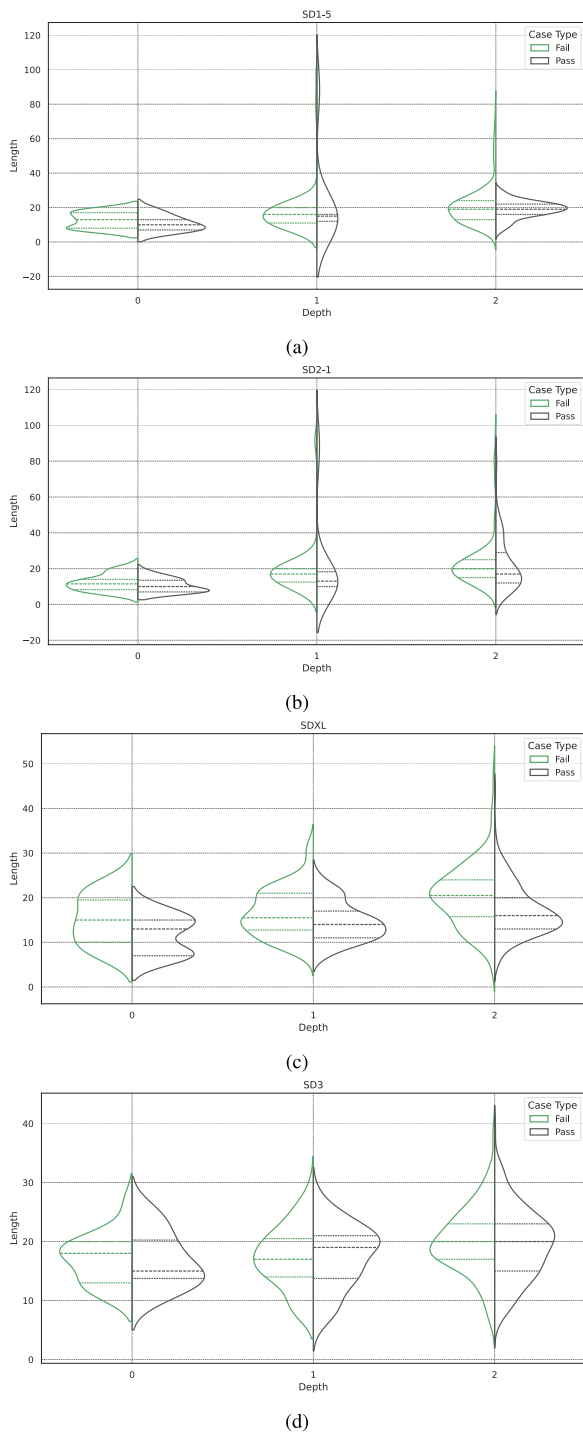 SD1-5
Case Type
Fail
Pass
120
100
80
60
40
20
0
−20
Length
0 1 2
Depth
(a)
SD2-1
Case Type
Fail
Pass
120
100
80
60
40
20
0
−20
Length
0 1 2
Depth
(b)
SDXL
Case Type
Fail
Pass
50
40
30
20
10
0
Length
0 1 2
Depth
(c)
SD3
Case Type
Fail
Pass
40
30
20
10
0
Length
0 1 2
Depth
(d)